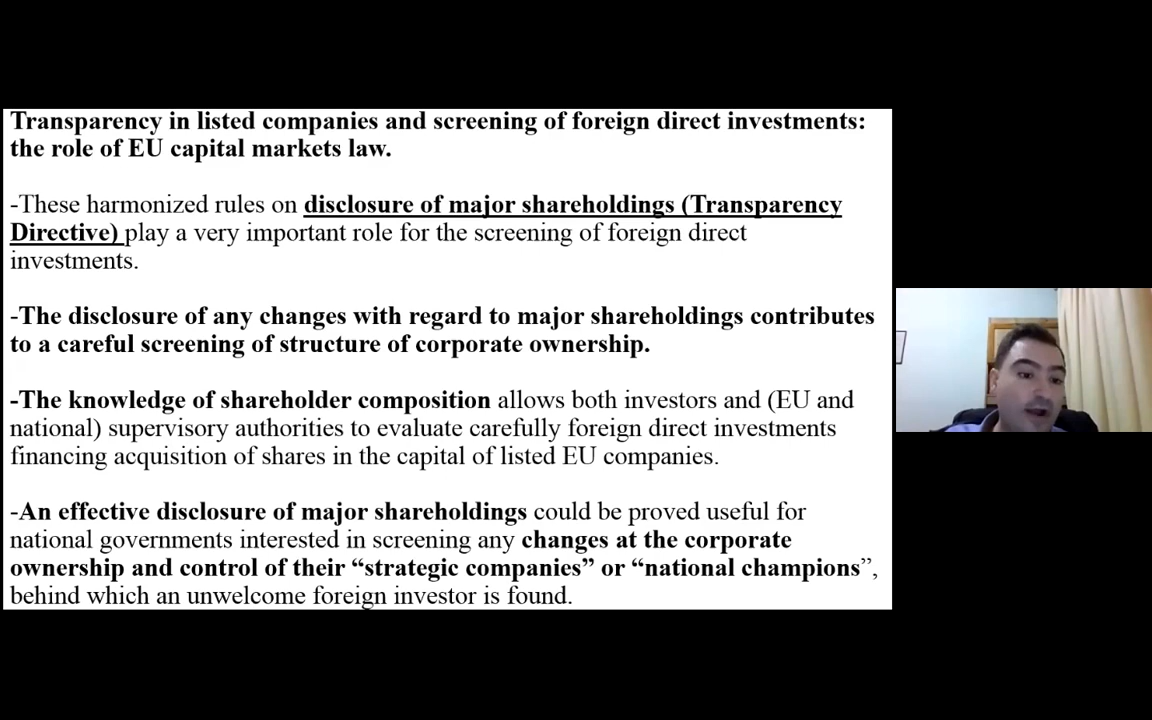 Transparency in listed companies and screening of foreign direct investments:
the role of EU capital markets law.
-These harmonized rules on disclosure of major shareholdings (Transparency
Directive) play a very important role for the screening of foreign direct
investments.
-The disclosure of any changes with regard to major shareholdings contributes
to a careful screening of structure of corporate ownership.
-The knowledge of shareholder composition allows both investors and (EU and
national) supervisory authorities to evaluate carefully foreign direct investments
financing acquisition of shares in the capital of listed EU companies.
-An effective disclosure of major shareholdings could be proved useful for
national governments interested in screening any changes at the corporate
ownership and control of their “strategic companies” or “national champions”,
behind which an unwelcome foreign investor is found.